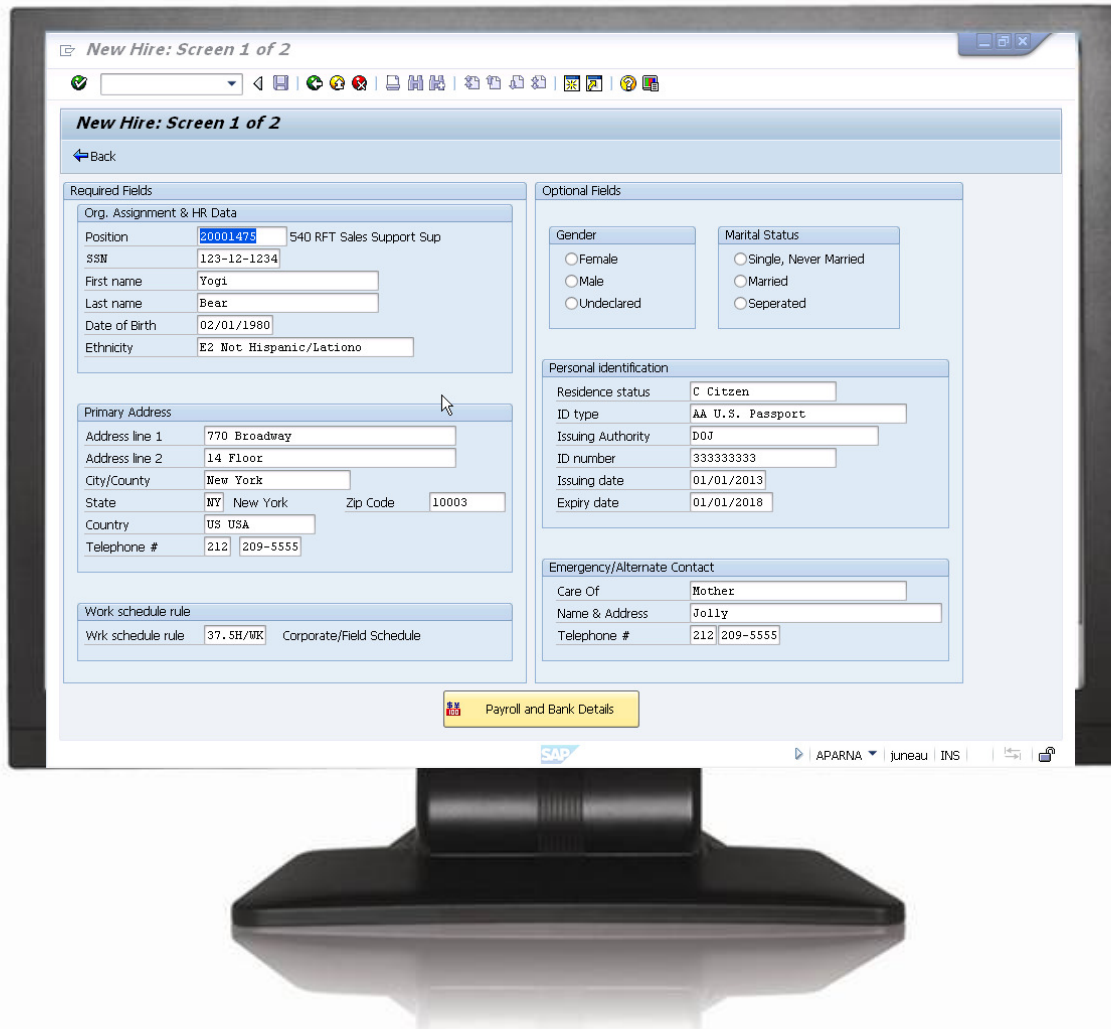 New Hire: Screen 1 of 2
New Hire: Screen 1 of 2
Back
Required Fields
Org. Assignment & HR Data
Position 20001475 540 RFT Sales Support Sup
SSN 123-12-1234
First name Yogi
Last name Bear
Date of Birth 02/01/1980
Ethnicity E2 Not Hispanic/Lationo
Primary Address
Address line 1 770 Broadway
Address line 2 14 Floor
City/County New York
State NY New York Zip Code 10003
Country US USA
Telephone # 212 209-5555
Work schedule rule
Wrk schedule rule 37.5H/WK Corporate/Field Schedule
Optional Fields
Gender
Female
Male
Undeclared
Marital Status
Single, Never Married
Married
Seperated
Personal identification
Residence status C Citzen
ID type AA U.S. Passport
Issuing Authority DOJ
ID number 333333333
Issuing date 01/01/2013
Expiry date 01/01/2018
Emergency/Alternate Contact
Care Of Mother
Name & Address Jolly
Telephone # 212 209-5555
Payroll and Bank Details
SAP
APARNA juneau INS